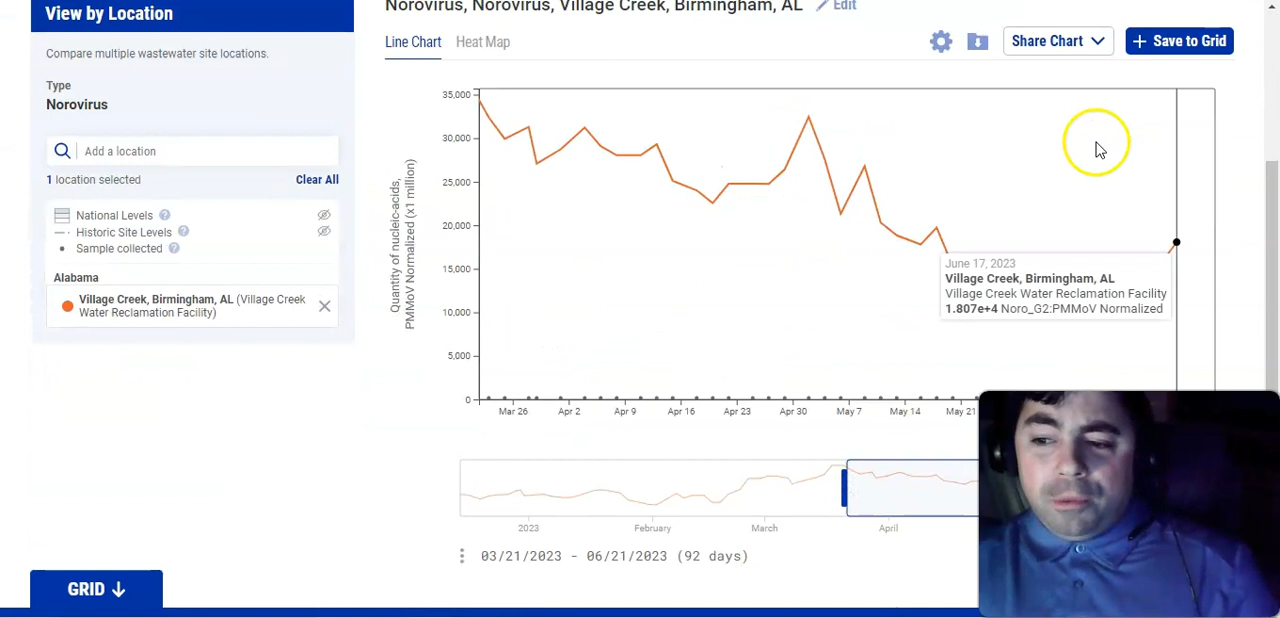 Norovirus, Norovirus, Village Creek, Birmingham, AL Edit
View by Location
Compare multiple wastewater site locations.
Type
Norovirus
Add a location
1 location selected Clear All
National Levels ?
Historic Site Levels ?
Sample collected ?
Alabama
Village Creek, Birmingham, AL (Village Creek
Water Reclamation Facility)
Line Chart Heat Map
Share Chart
+ Save to Grid
Quantity of nucleic-acids,
PMMoV Normalized (x1 million)
35,000
30,000
25,000
20,000
15,000
10,000
5,000
0
Mar 26 Apr 2 Apr 9 Apr 16 Apr 23 Apr 30 May 7 May 14 May 21
June 17, 2023
Village Creek, Birmingham, AL
Village Creek Water Reclamation Facility
1.807e+4 Noro_G2:PMMoV Normalized
2023 February March April
03/21/2023 - 06/21/2023 (92 days)
GRID ↓